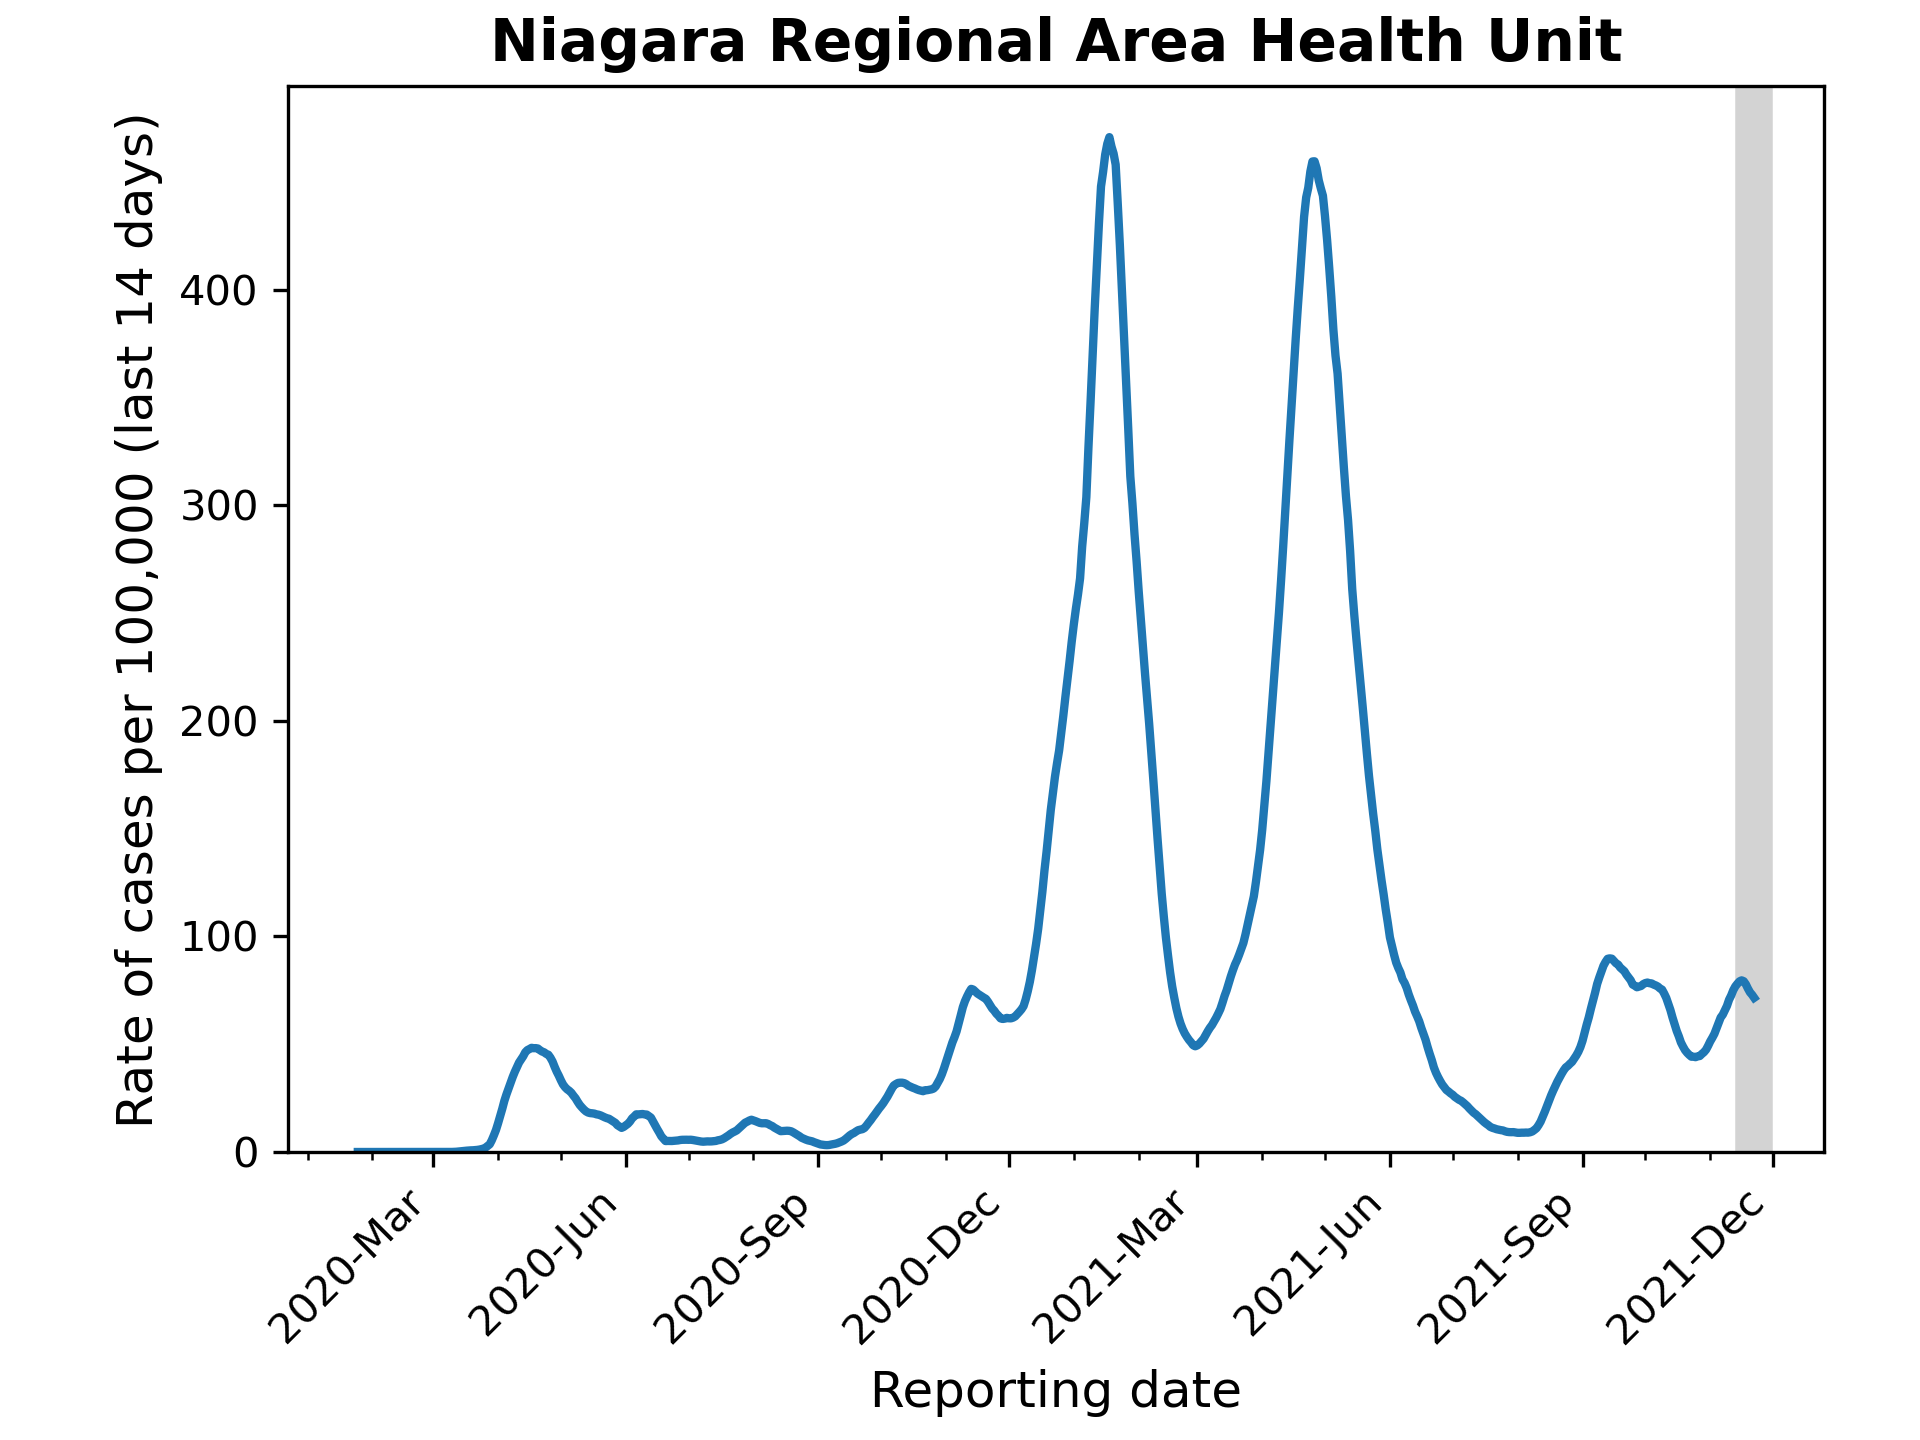 Niagara Regional Area Health Unit
Rate of cases per 100,000 (last 14 days)
400
300
200
100
0
2020-Mar
2020-Jun
2020-Sep
2020-Dec
2021-Mar
2021-Jun
2021-Sep
2021-Dec
Reporting date